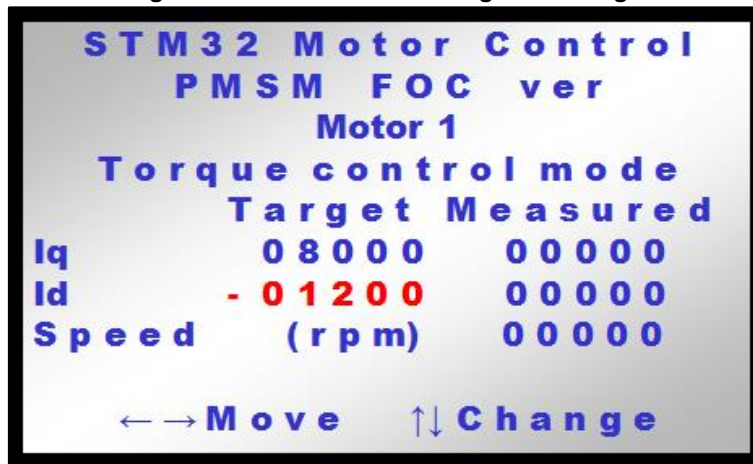 STM32 Motor Control
PMSM FOC ver
Motor 1
Torque control mode
Target Measured
Iq 08000 00000
Id -01200 00000
Speed (rpm) 00000
←→Move ↑↓Change